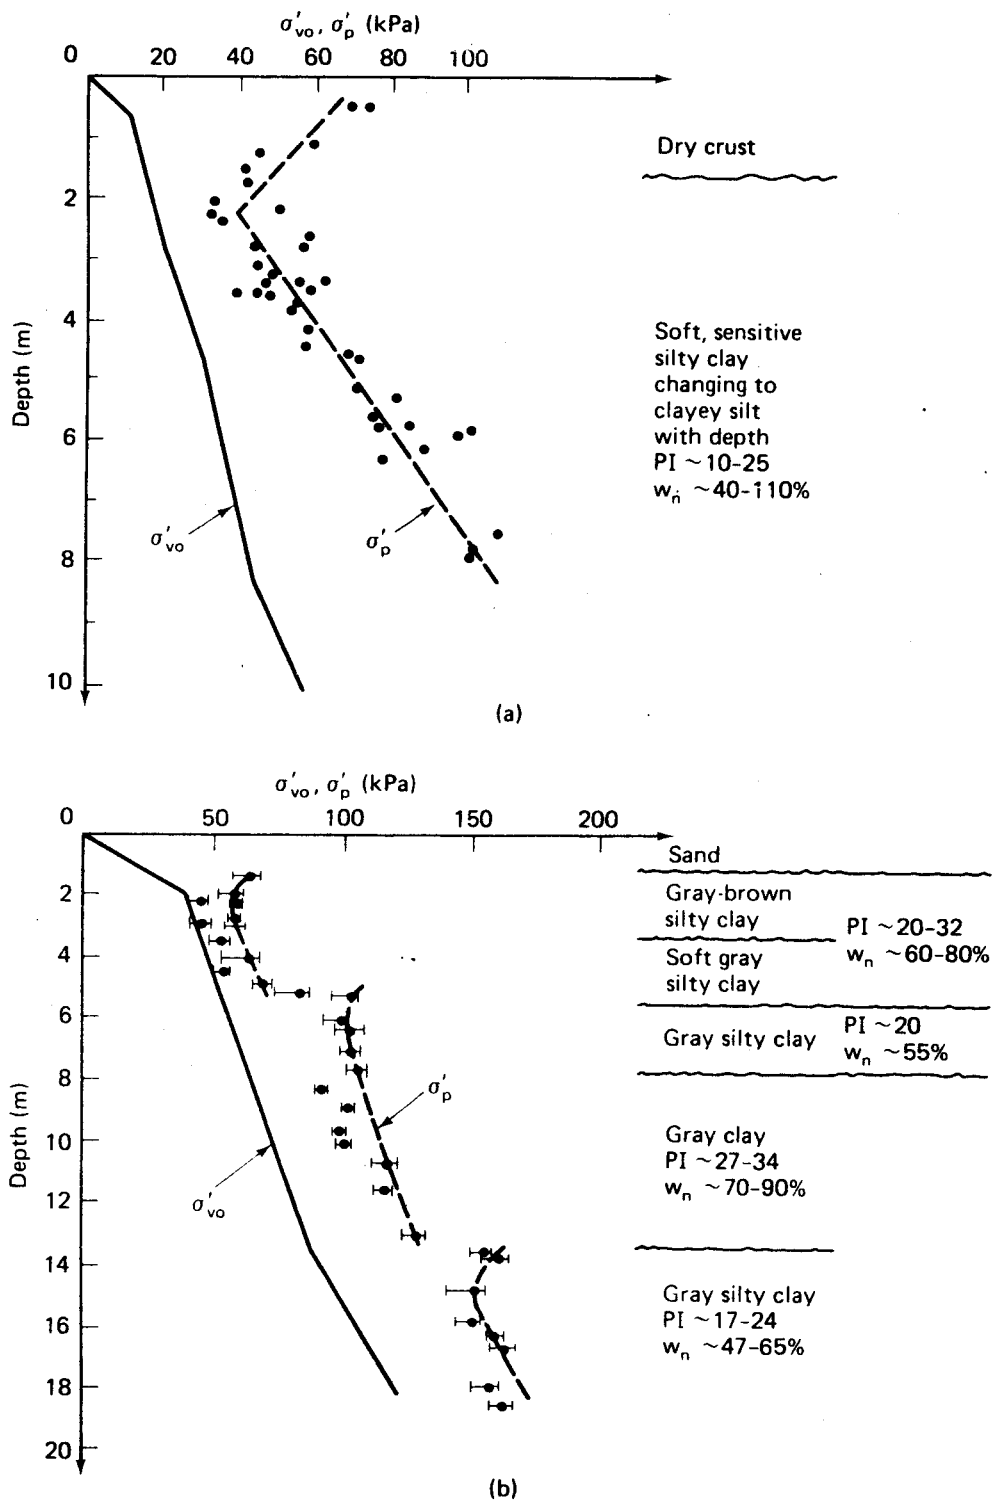 σ′vo, σ′p (kPa)
0 20 40 60 80 100
Dry crust
2
4
6
8
10
Depth (m)
Soft, sensitive
silty clay
changing to
clayey silt
with depth
PI ~10-25
wn ~40-110%
σ′vo
σ′p
(a)
σ′vo, σ′p (kPa)
0 50 100 150 200
Sand
Gray-brown
silty clay
PI ~20-32
wn ~60-80%
Soft gray
silty clay
Gray silty clay
PI ~20
wn ~55%
2
4
6
8
10
12
14
16
18
20
Depth (m)
σ′p
σ′vo
Gray clay
PI ~27-34
wn ~70-90%
Gray silty clay
PI ~17-24
wn ~47-65%
(b)